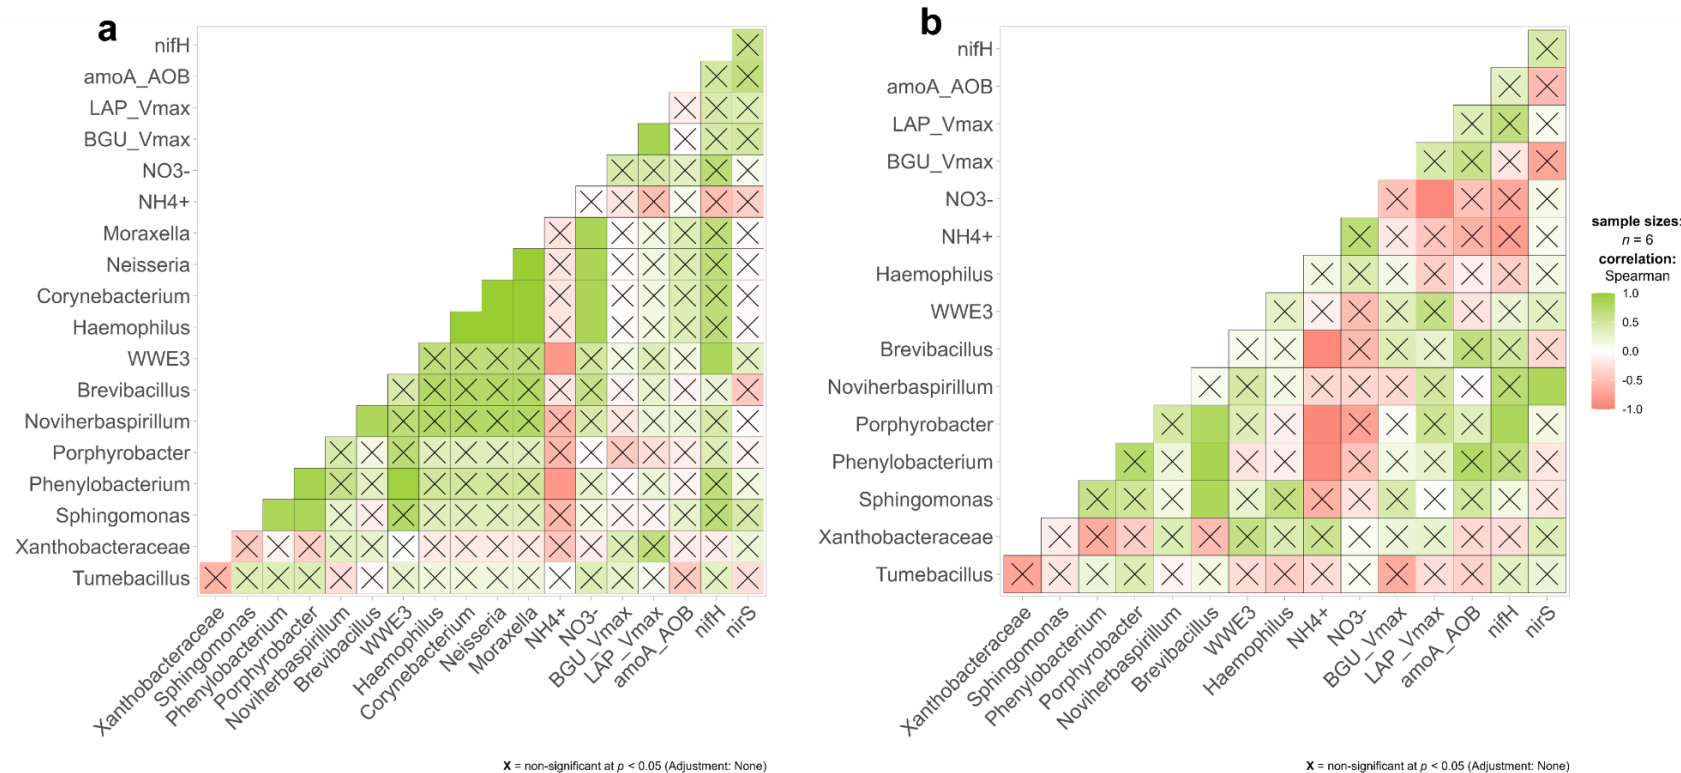 a
nifH
amoA_AOB
LAP_Vmax
BGU_Vmax
NO3-
NH4+
Moraxella
Neisseria
Corynebacterium
Haemophilus
WWE3
Brevibacillus
Noviherbaspirillum
Porphyrobacter
Phenylobacterium
Sphingomonas
Xanthobacteraceae
Tumebacillus
Xanthobacteraceae
Sphingomonas
Phenylobacterium
Porphyrobacter
Noviherbaspirillum
Brevibacillus
WWE3
Haemophilus
Corynebacterium
Neisseria
Moraxella
NH4+
NO3-
BGU_Vmax
LAP_Vmax
amoA_AOB
nifH
nirS
X = non-significant at p < 0.05 (Adjustment: None)
b
nifH
amoA_AOB
LAP_Vmax
BGU_Vmax
NO3-
NH4+
Haemophilus
WWE3
Brevibacillus
Noviherbaspirillum
Porphyrobacter
Phenylobacterium
Sphingomonas
Xanthobacteraceae
Tumebacillus
Xanthobacteraceae
Sphingomonas
Phenylobacterium
Porphyrobacter
Noviherbaspirillum
Brevibacillus
WWE3
Haemophilus
NH4+
NO3-
BGU_Vmax
LAP_Vmax
amoA_AOB
nifH
nirS
X = non-significant at p < 0.05 (Adjustment: None)
sample sizes:
n = 6
correlation:
Spearman
1.0
0.5
0.0
-0.5
-1.0